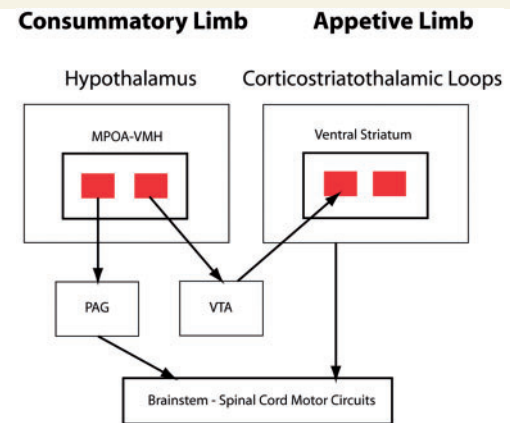 Consummatory Limb
Appetive Limb
Hypothalamus
Corticostriatothalamic Loops
MPOA-VMH
Ventral Striatum
PAG
VTA
Brainstem - Spinal Cord Motor Circuits